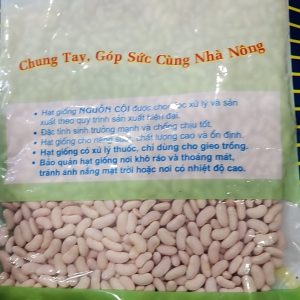 Chung Tay, Góp Sức Cùng Nhà Nông
• Hạt giống NGUỒN CỘI được chọn lọc xử lý và sản
xuất theo quy trình sản xuất hiện đại.
• Đặc tính sinh trưởng mạnh và chống chịu tốt.
• Hạt giống cho năng suất, chất lượng cao và ổn định.
• Hạt giống có xử lý thuốc, chỉ dùng cho gieo trồng.
• Bảo quản hạt giống nơi khô ráo và thoáng mát,
tránh ánh nắng mặt trời hoặc nơi có nhiệt độ cao.